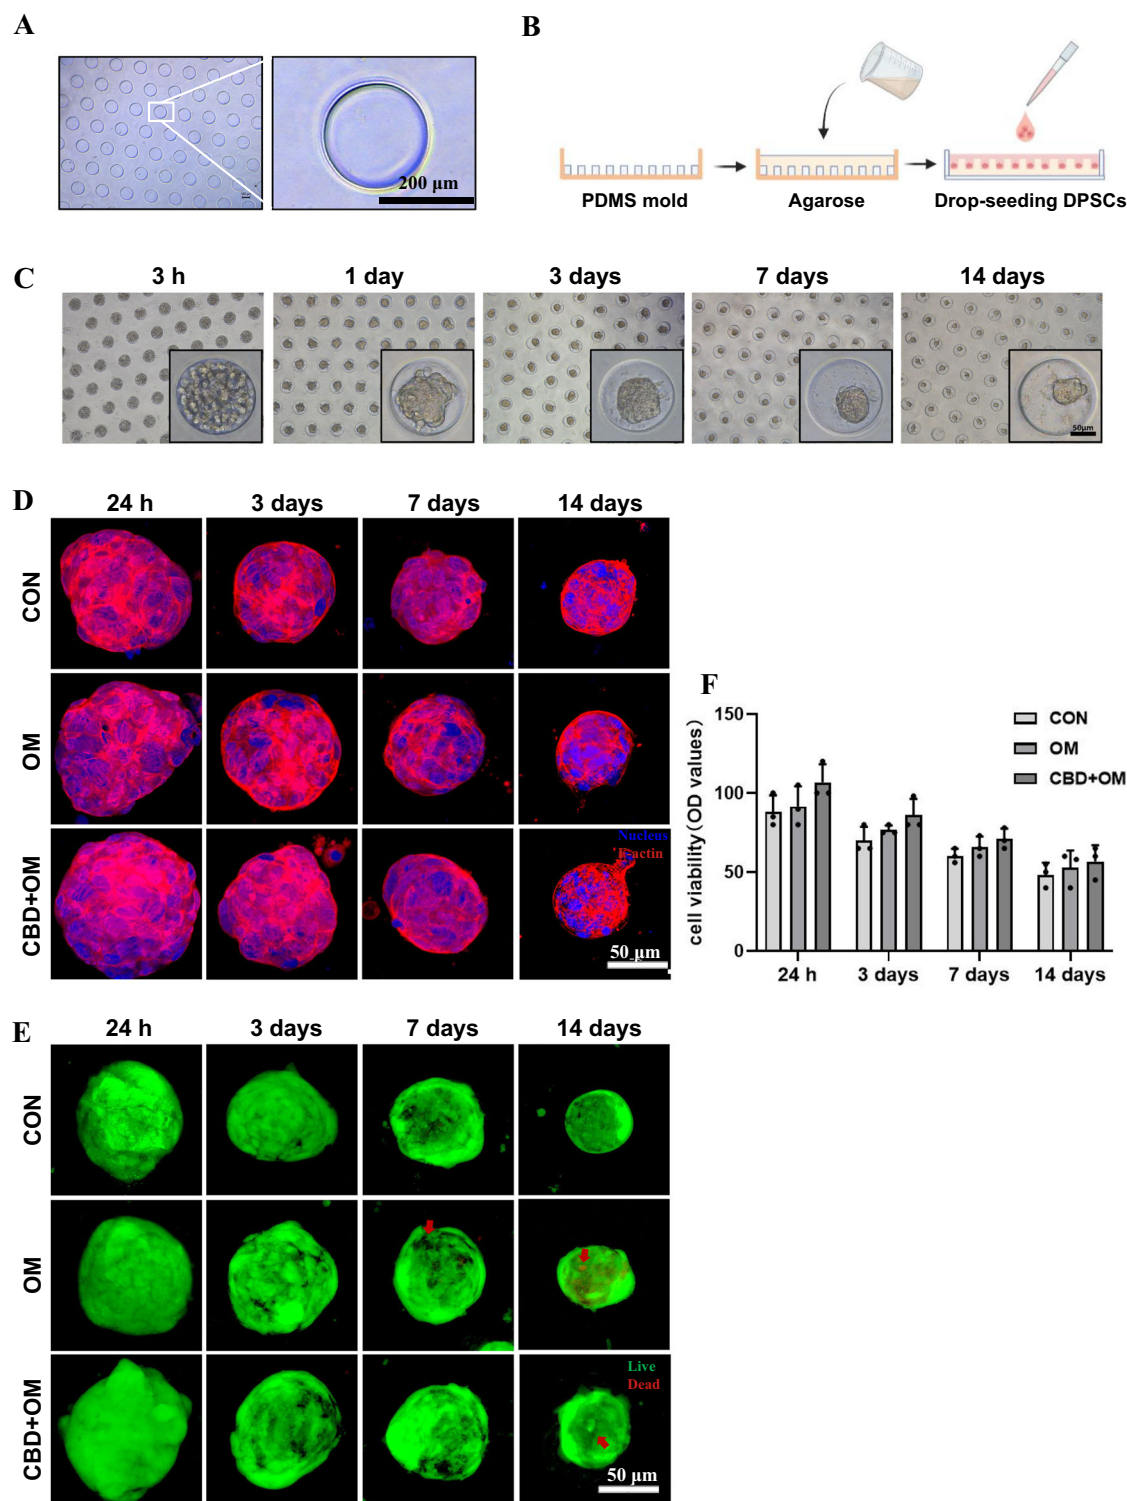 A
200 μm
B
PDMS mold
Agarose
Drop-seeding DPSCs
C
3 h
1 day
3 days
7 days
14 days
50μm
D
24 h
3 days
7 days
14 days
CON
OM
CBD+OM
Nucleus
F-actin
50 μm
E
24 h
3 days
7 days
14 days
CON
OM
CBD+OM
Live
Dead
50 μm
F
cell viability(OD values)
150
100
50
0
CON
OM
CBD+OM
24 h
3 days
7 days
14 days